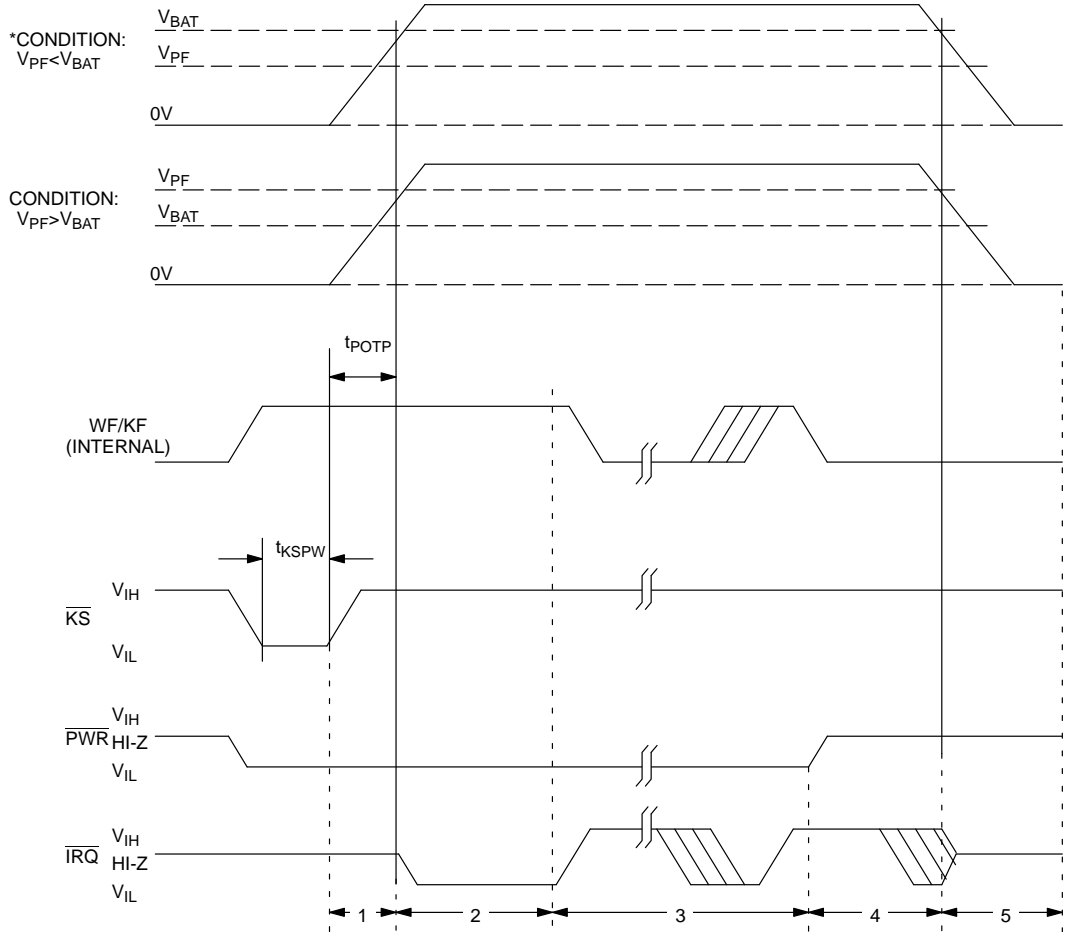 V_BAT
*CONDITION:
V_PF<V_BAT
V_PF
0V
V_PF
CONDITION:
V_PF>V_BAT
V_BAT
0V
t_POTP
WF/KF
(INTERNAL)
t_KSPW
V_IH
KS
V_IL
V_IH
PWR HI-Z
V_IL
V_IH
IRQ HI-Z
V_IL
1 2 3 4 5